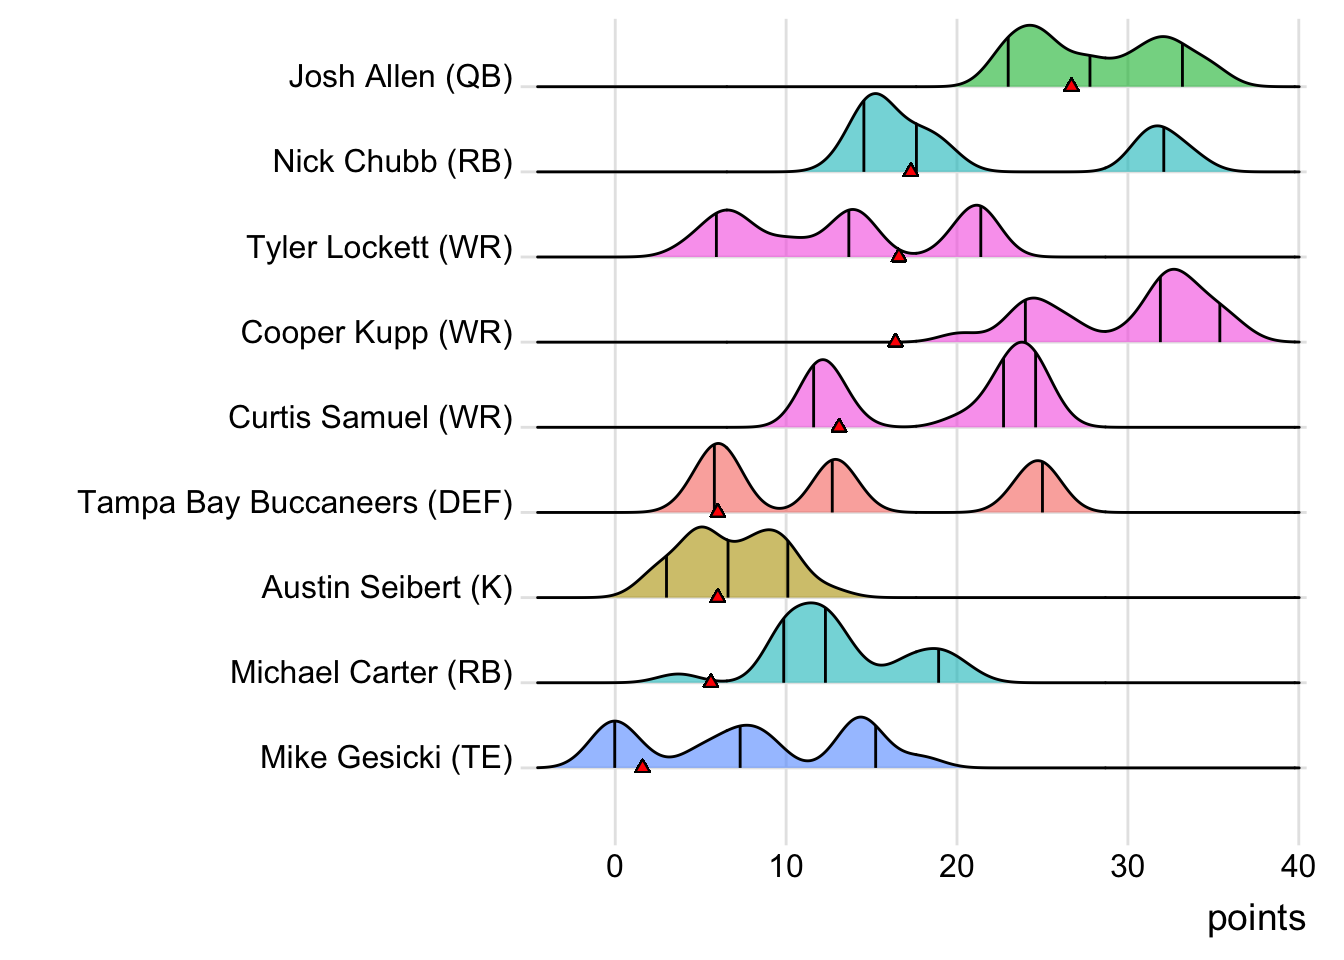 Josh Allen (QB)
Nick Chubb (RB)
Tyler Lockett (WR)
Cooper Kupp (WR)
Curtis Samuel (WR)
Tampa Bay Buccaneers (DEF)
Austin Seibert (K)
Michael Carter (RB)
Mike Gesicki (TE)
0 10 20 30 40
points